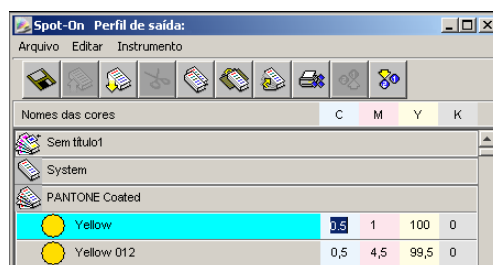 Spot-On Perfil de saída:
Arquivo Editar Instrumento
Nomes das cores C M Y K
Sem título1
System
PANTONE Coated
Yellow 0.5 1 100 0
Yellow 012 0,5 4,5 99,5 0